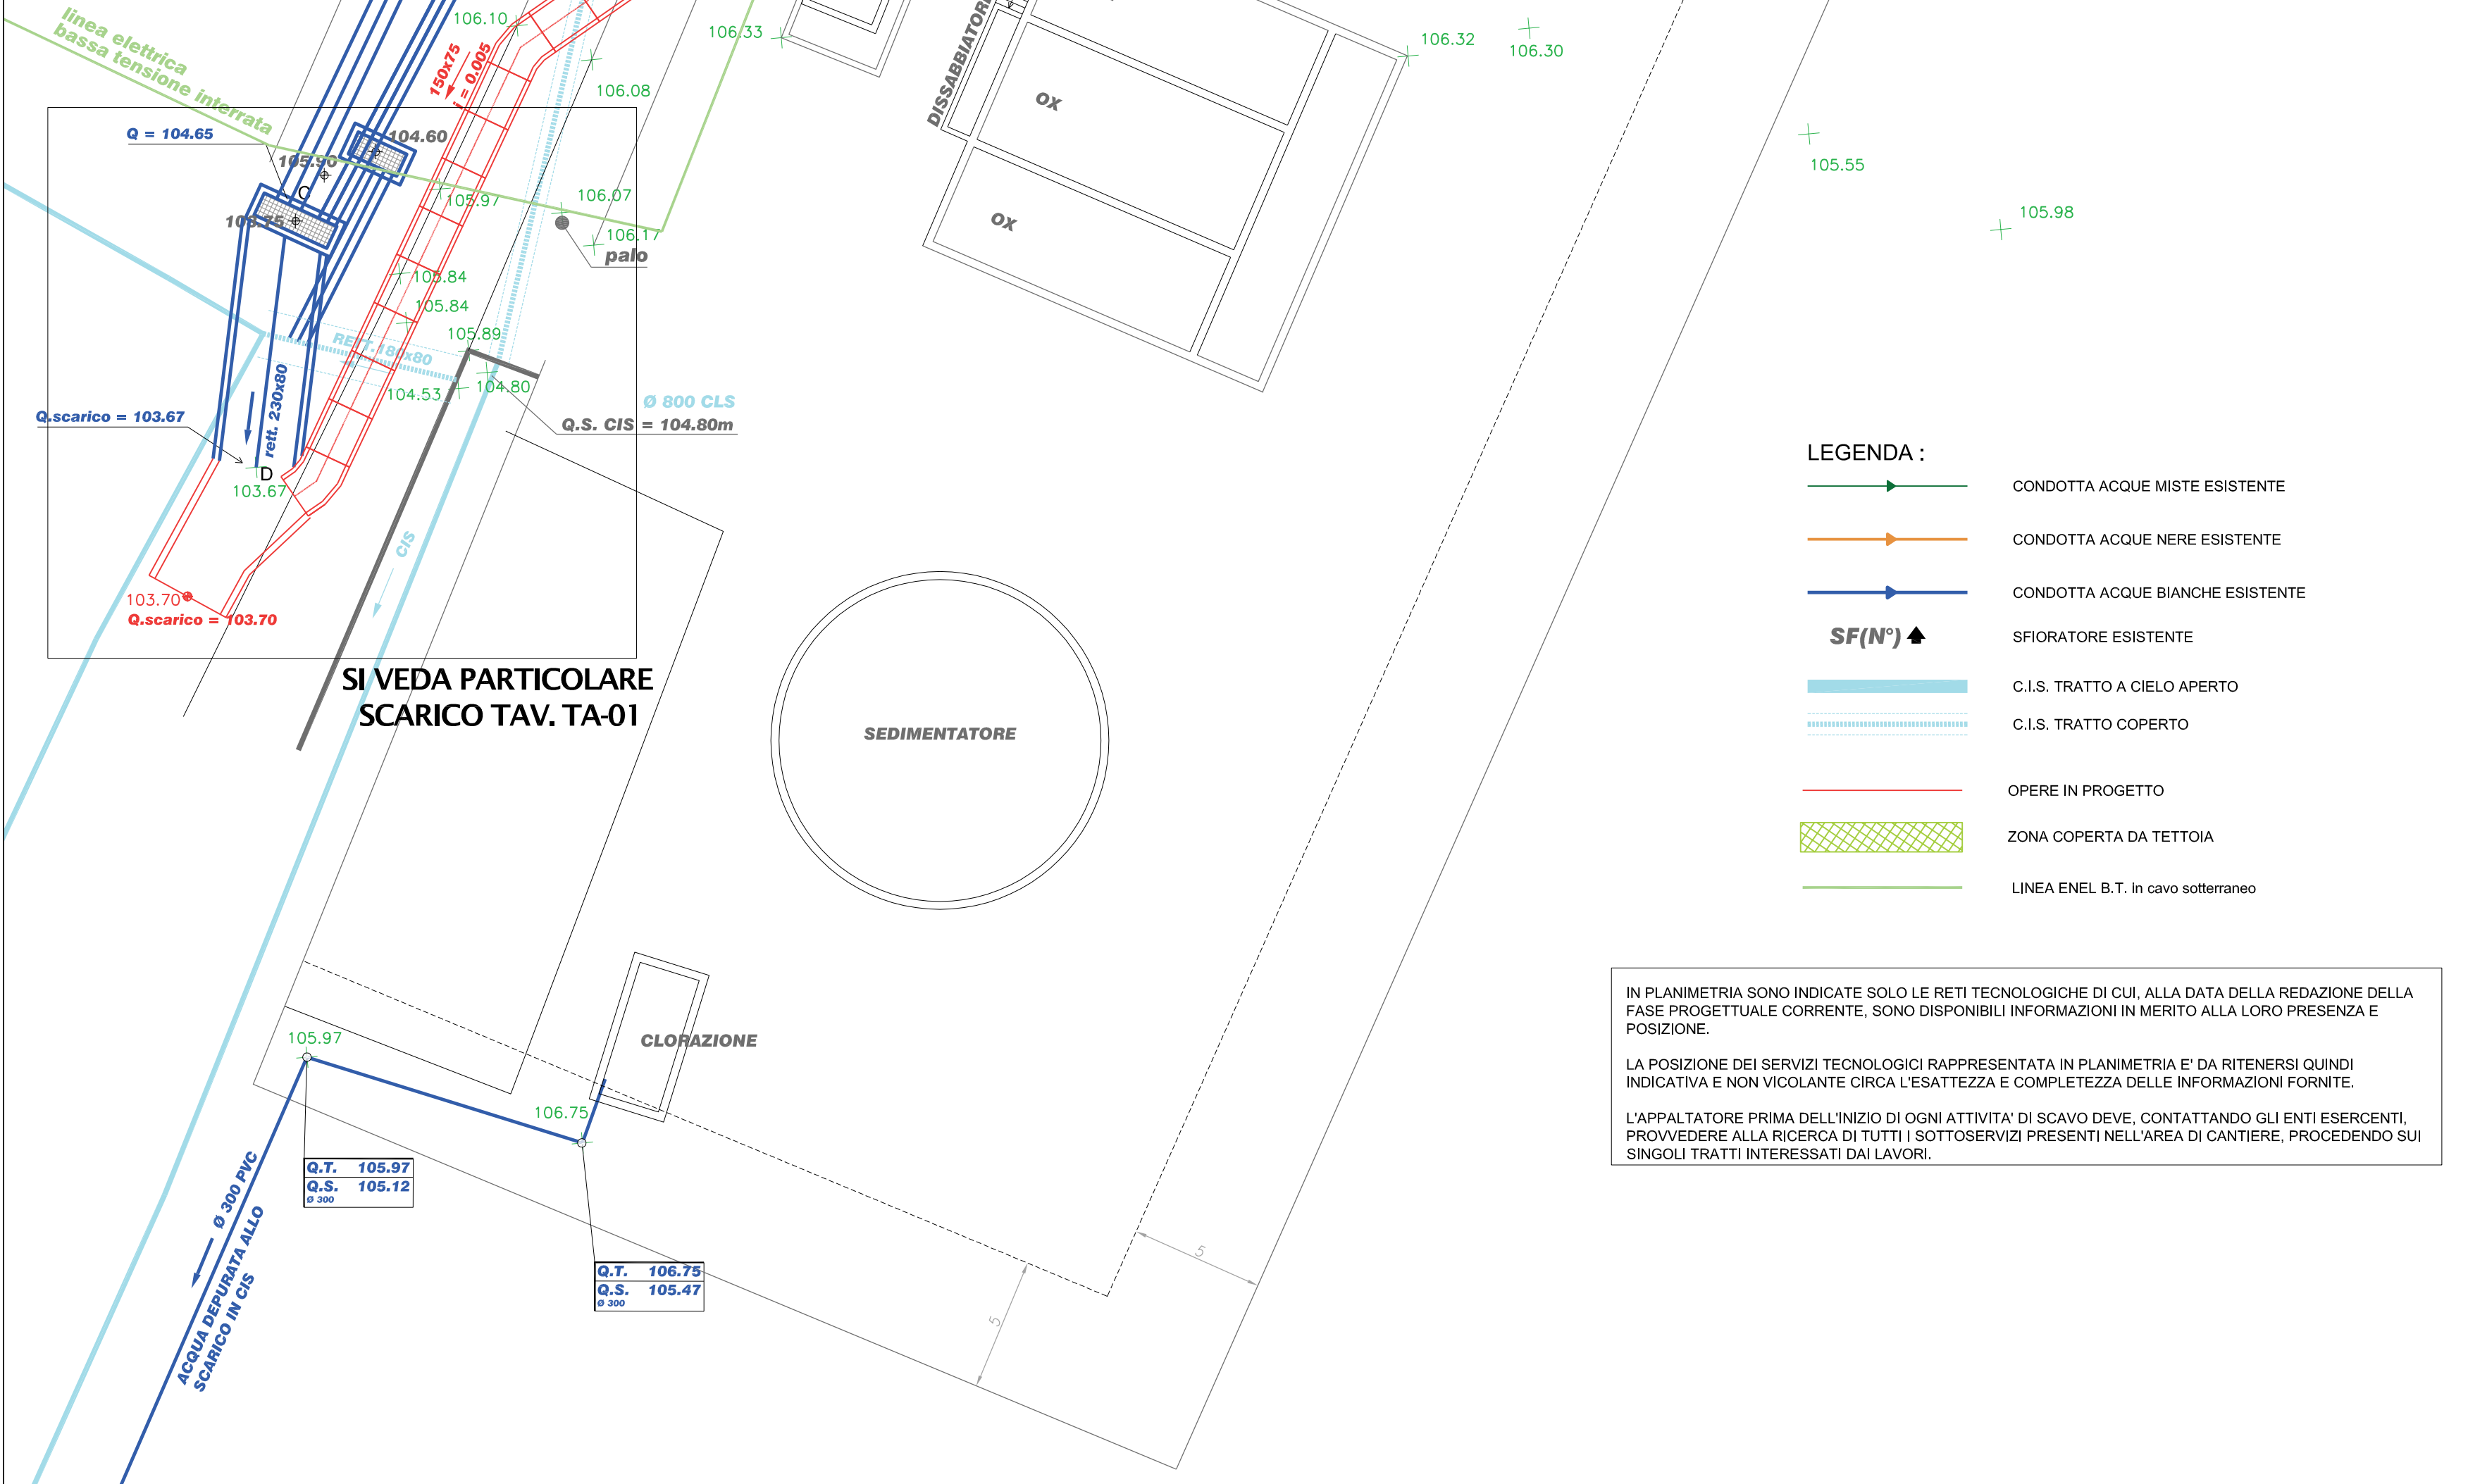 linea elettrica
bassa tensione interrata
106.10
150x75
i = 0.005
106.33
DISSABBIATORE
106.32
106.30
106.08
OX
Q = 104.65
104.60
105.90
C
105.55
105.97
106.07
OX
105.98
106.17
palo
105.84
105.84
105.89
RETT.180x80
104.53
104.80
rett. 230x80
Ø 800 CLS
Q.S. CIS = 104.80m
Q.scarico = 103.67
D
103.67
CIS
103.70
Q.scarico = 103.70
SI VEDA PARTICOLARE
SCARICO TAV. TA-01
SEDIMENTATORE
CLORAZIONE
105.97
106.75
Q.T. 105.97
Q.S. 105.12
Ø 300
Q.T. 106.75
Q.S. 105.47
Ø 300
Ø 300 PVC
ACQUA DEPURATA ALLO
SCARICO IN CIS
5
5
LEGENDA :
CONDOTTA ACQUE MISTE ESISTENTE
CONDOTTA ACQUE NERE ESISTENTE
CONDOTTA ACQUE BIANCHE ESISTENTE
SF(N°) SFIORATORE ESISTENTE
C.I.S. TRATTO A CIELO APERTO
C.I.S. TRATTO COPERTO
OPERE IN PROGETTO
ZONA COPERTA DA TETTOIA
LINEA ENEL B.T. in cavo sotterraneo
IN PLANIMETRIA SONO INDICATE SOLO LE RETI TECNOLOGICHE DI CUI, ALLA DATA DELLA REDAZIONE DELLA
FASE PROGETTUALE CORRENTE, SONO DISPONIBILI INFORMAZIONI IN MERITO ALLA LORO PRESENZA E
POSIZIONE.
LA POSIZIONE DEI SERVIZI TECNOLOGICI RAPPRESENTATA IN PLANIMETRIA E' DA RITENERSI QUINDI
INDICATIVA E NON VICOLANTE CIRCA L'ESATTEZZA E COMPLETEZZA DELLE INFORMAZIONI FORNITE.
L'APPALTATORE PRIMA DELL'INIZIO DI OGNI ATTIVITA' DI SCAVO DEVE, CONTATTANDO GLI ENTI ESERCENTI,
PROVVEDERE ALLA RICERCA DI TUTTI I SOTTOSERVIZI PRESENTI NELL'AREA DI CANTIERE, PROCEDENDO SUI
SINGOLI TRATTI INTERESSATI DAI LAVORI.